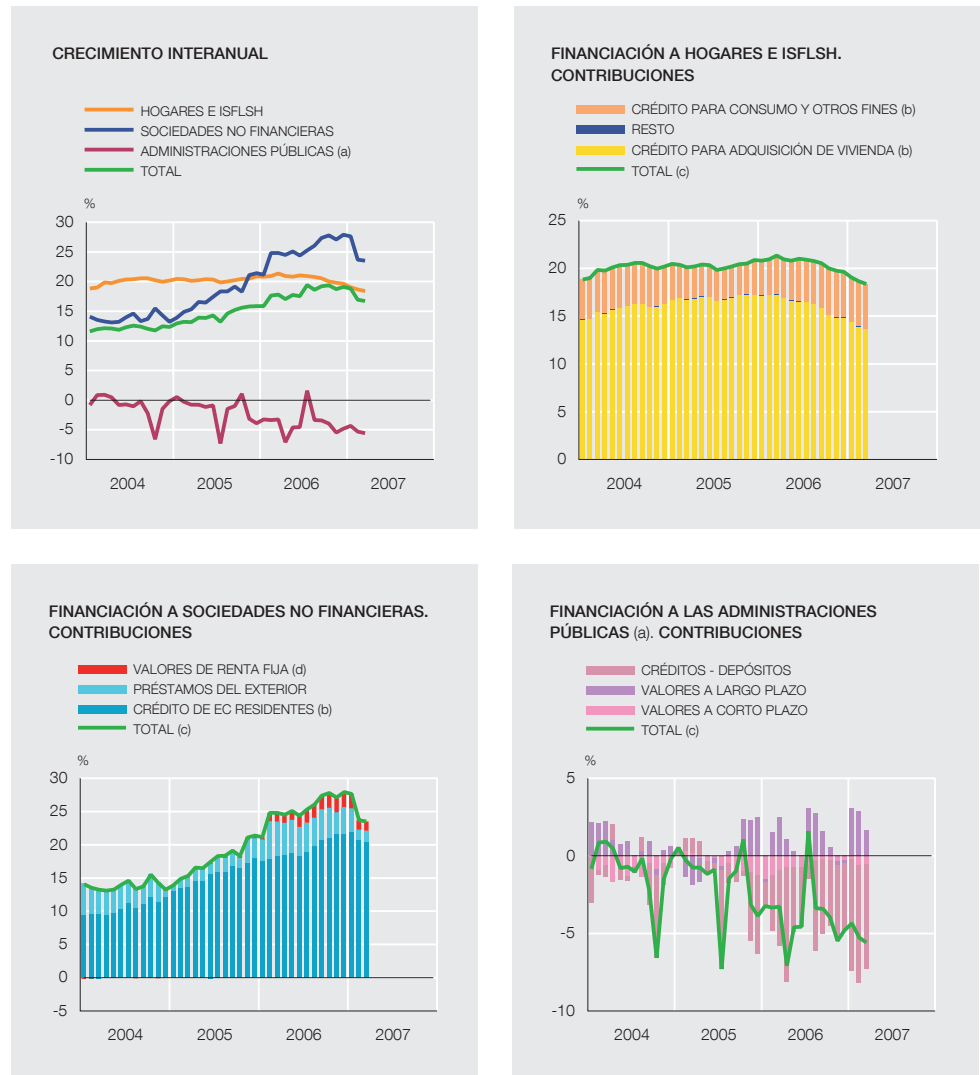 CRECIMIENTO INTERANUAL
HOGARES E ISFLSH
SOCIEDADES NO FINANCIERAS
ADMINISTRACIONES PÚBLICAS (a)
TOTAL
%
30
25
20
15
10
5
0
-5
-10
2004 2005 2006 2007
FINANCIACIÓN A HOGARES E ISFLSH.
CONTRIBUCIONES
CRÉDITO PARA CONSUMO Y OTROS FINES (b)
RESTO
CRÉDITO PARA ADQUISICIÓN DE VIVIENDA (b)
TOTAL (c)
%
25
20
15
10
5
0
2004 2005 2006 2007
FINANCIACIÓN A SOCIEDADES NO FINANCIERAS.
CONTRIBUCIONES
VALORES DE RENTA FIJA (d)
PRÉSTAMOS DEL EXTERIOR
CRÉDITO DE EC RESIDENTES (b)
TOTAL (c)
%
30
25
20
15
10
5
0
-5
2004 2005 2006 2007
FINANCIACIÓN A LAS ADMINISTRACIONES
PÚBLICAS (a). CONTRIBUCIONES
CRÉDITOS - DEPÓSITOS
VALORES A LARGO PLAZO
VALORES A CORTO PLAZO
TOTAL (c)
%
5
0
-5
-10
2004 2005 2006 2007